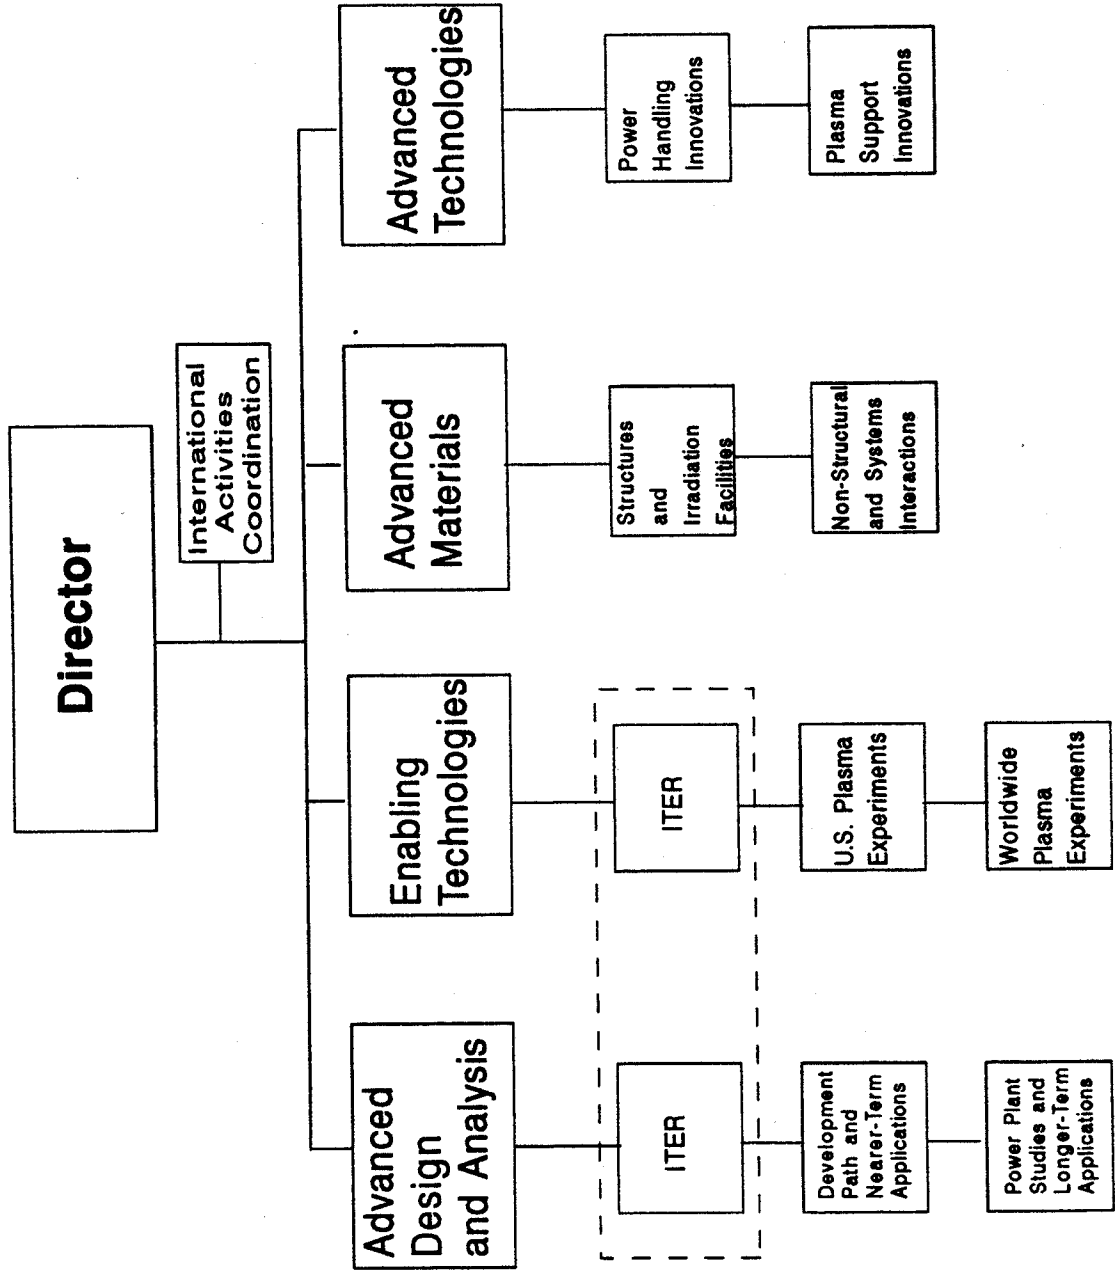 Director
International
Activities
Coordination
Advanced
Design
and Analysis
Enabling
Technologies
Advanced
Materials
Advanced
Technologies
ITER
ITER
Structures
and
Irradiation
Facilities
Power
Handling
Innovations
Development
Path and
Nearer-Term
Applications
U.S. Plasma
Experiments
Non-Structural
and Systems
Interactions
Plasma
Support
Innovations
Power Plant
Studies and
Longer-Term
Applications
Worldwide
Plasma
Experiments